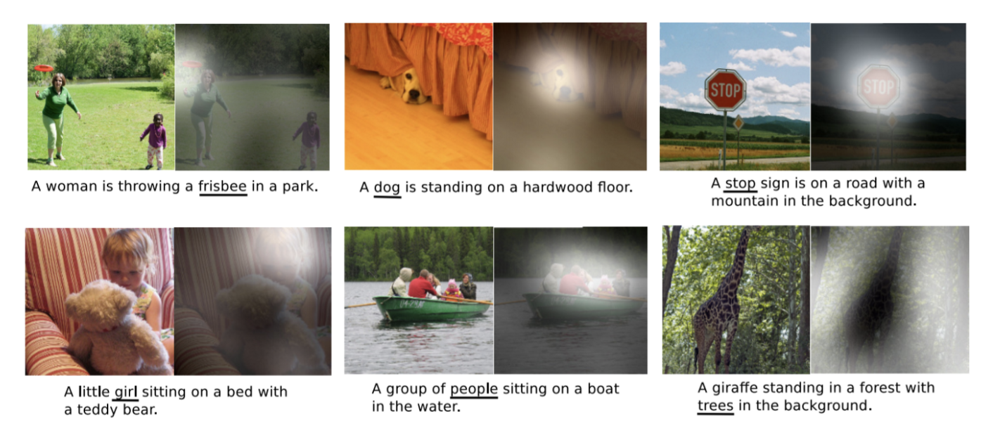 STOP
STOP
A woman is throwing a frisbee in a park.
A dog is standing on a hardwood floor.
A stop sign is on a road with a
mountain in the background.
A little girl sitting on a bed with
a teddy bear.
A group of people sitting on a boat
in the water.
A giraffe standing in a forest with
trees in the background.